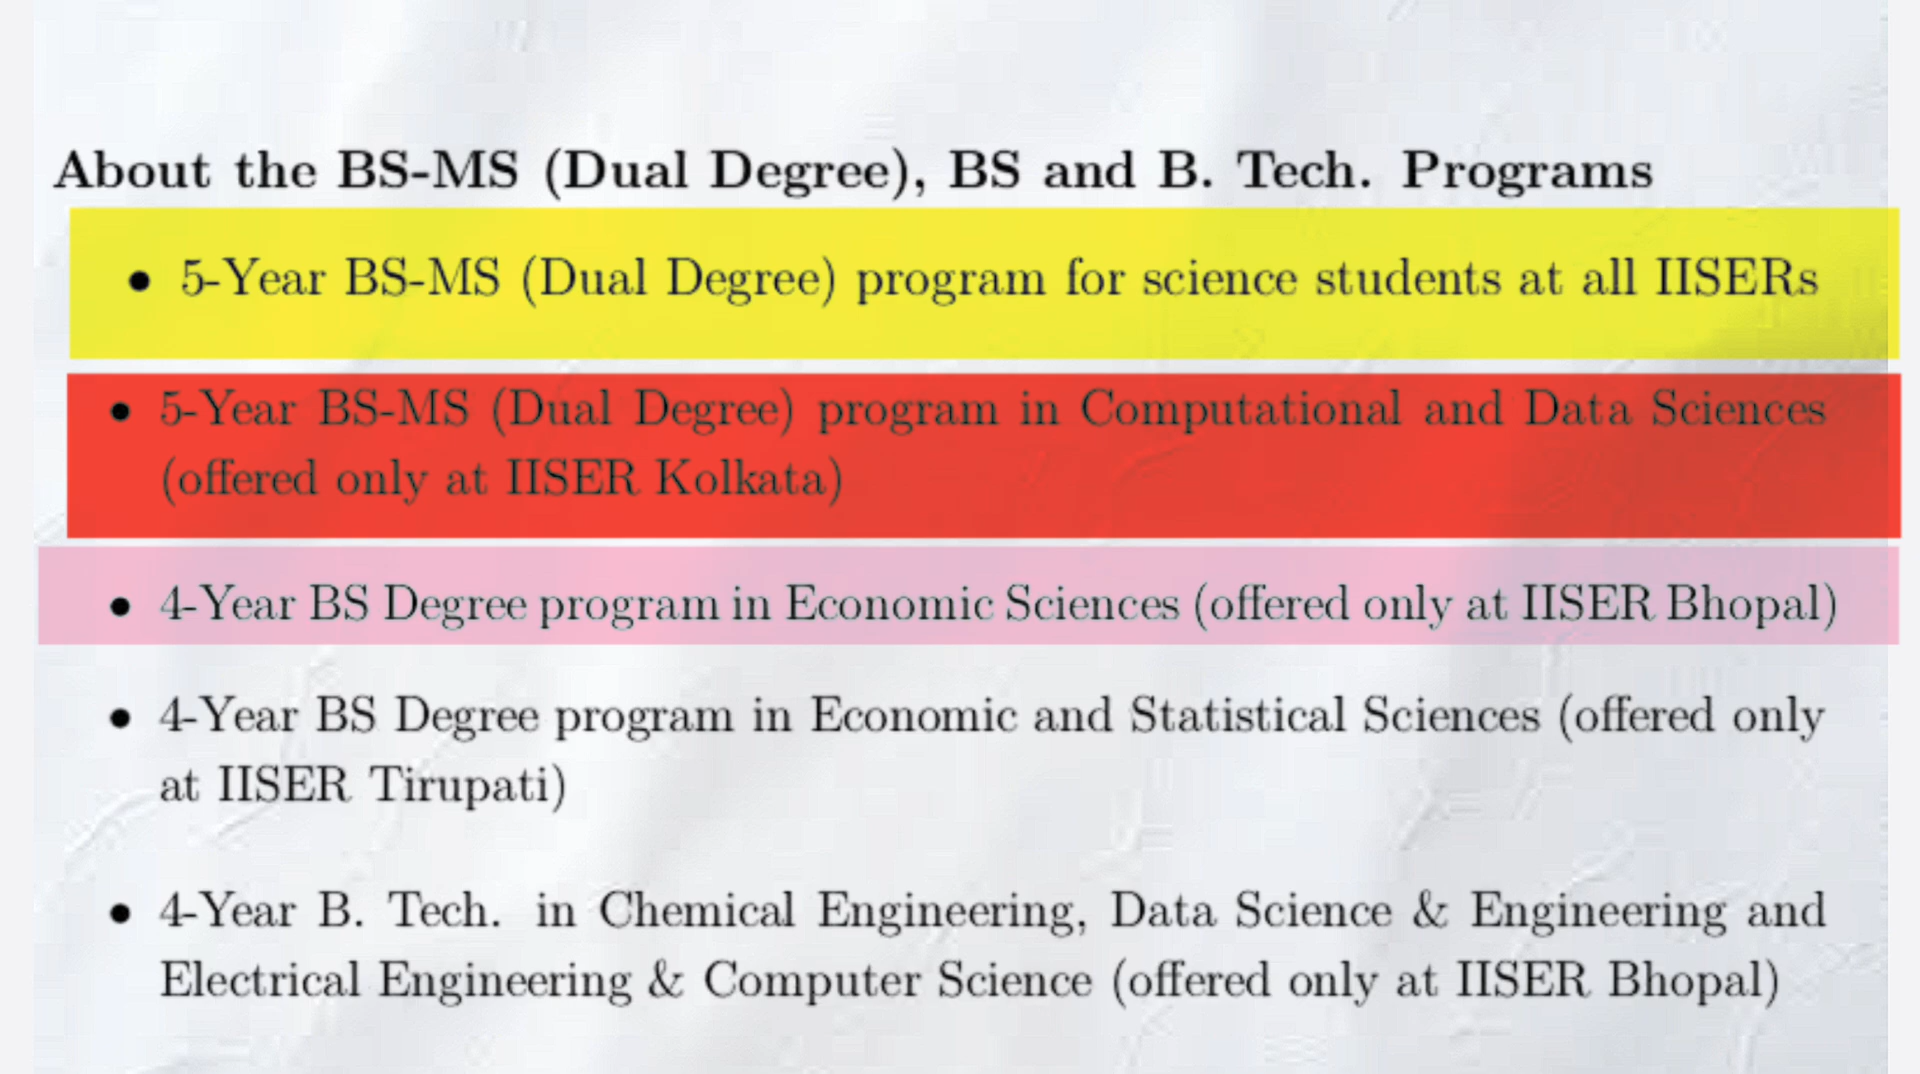 About the BS-MS (Dual Degree), BS and B. Tech. Programs
• 5-Year BS-MS (Dual Degree) program for science students at all IISERs
• 5-Year BS-MS (Dual Degree) program in Computational and Data Sciences
(offered only at IISER Kolkata)
• 4-Year BS Degree program in Economic Sciences (offered only at IISER Bhopal)
• 4-Year BS Degree program in Economic and Statistical Sciences (offered only
at IISER Tirupati)
• 4-Year B. Tech. in Chemical Engineering, Data Science & Engineering and
Electrical Engineering & Computer Science (offered only at IISER Bhopal)